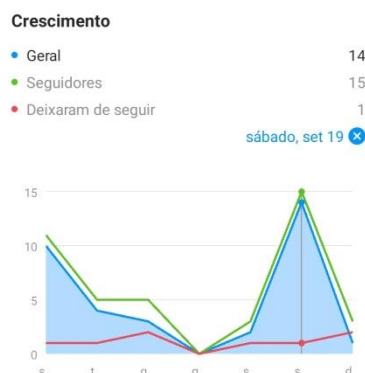 Crescimento
Geral 14
Seguidores 15
Deixaram de seguir 1
sábado, set 19
15
10
5
0
s t q q s s d